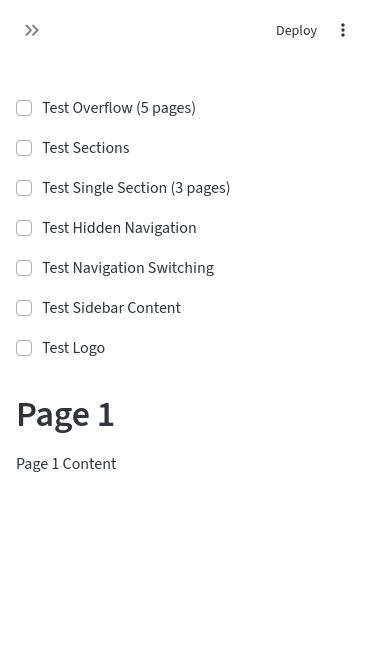 Deploy
Test Overflow (5 pages)
Test Sections
Test Single Section (3 pages)
Test Hidden Navigation
Test Navigation Switching
Test Sidebar Content
Test Logo
Page 1
Page 1 Content